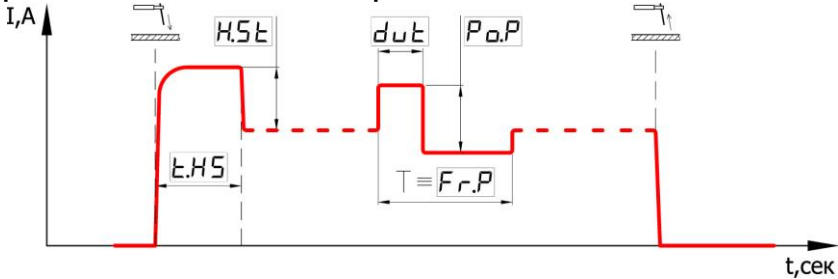 I,A
H.St
dut
Po.P
t.HS
T ≡ Fr.P
t,сек